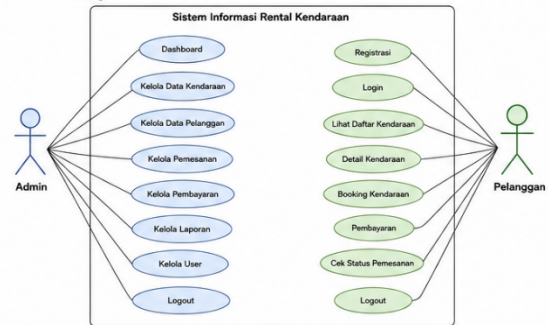 Sistem Informasi Rental Kendaraan
Dashboard
Kelola Data Kendaraan
Kelola Data Pelanggan
Kelola Pemesanan
Kelola Pembayaran
Kelola Laporan
Kelola User
Logout
Admin
Registrasi
Login
Lihat Daftar Kendaraan
Detail Kendaraan
Booking Kendaraan
Pembayaran
Cek Status Pemesanan
Logout
Pelanggan